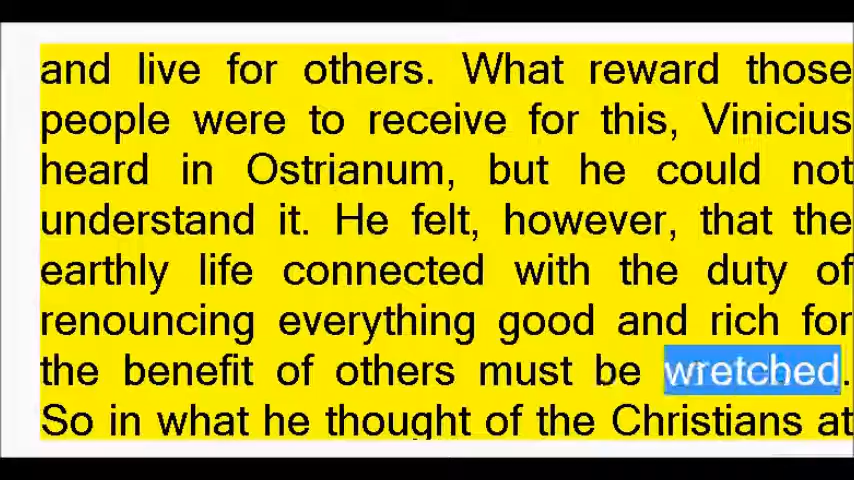 and live for others. What reward those
people were to receive for this, Vinicius
heard in Ostrianum, but he could not
understand it. He felt, however, that the
earthly life connected with the duty of
renouncing everything good and rich for
the benefit of others must be wretched.
So in what he thought of the Christians at